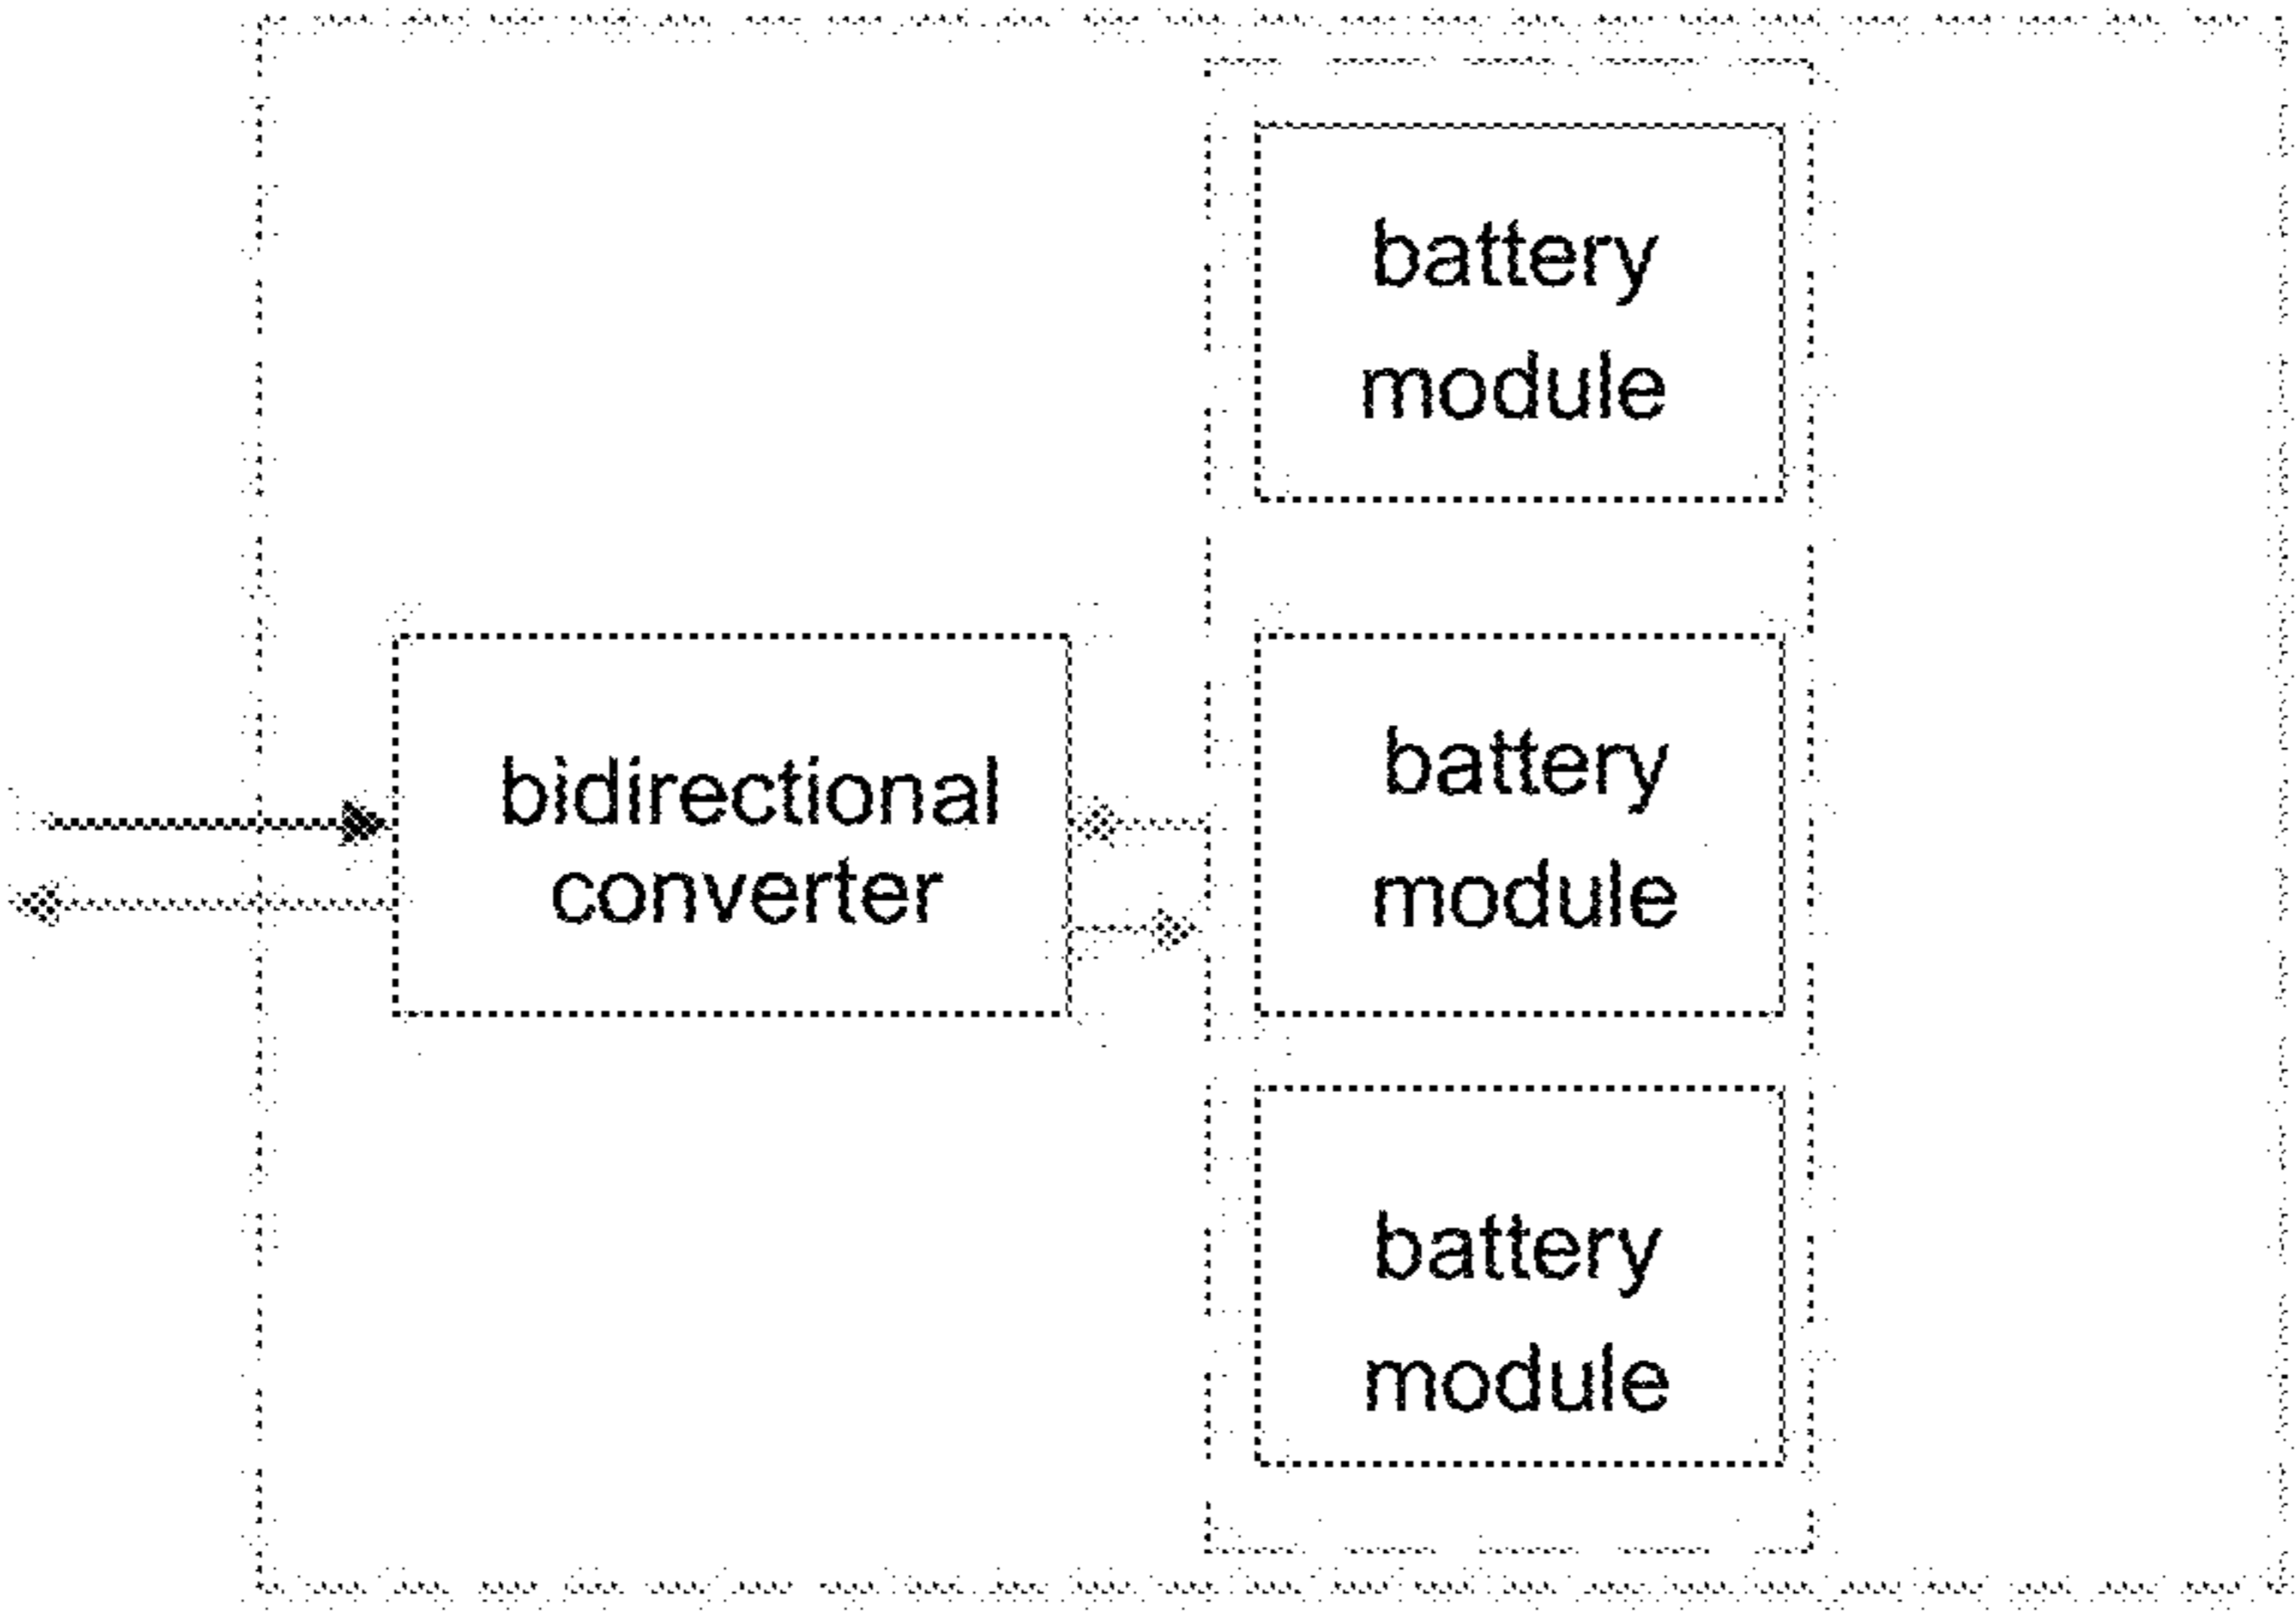 battery
module
bidirectional
converter
battery
module
battery
module